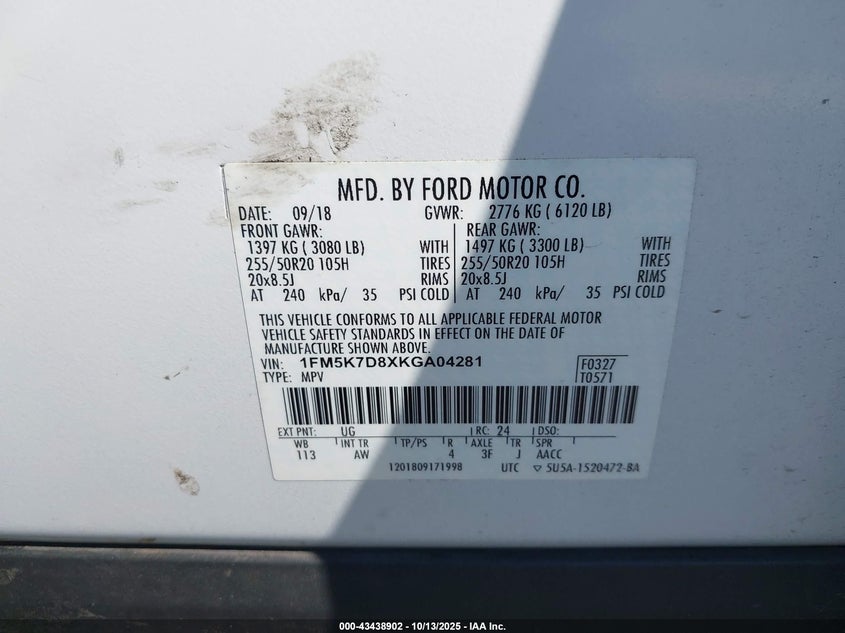 MFD. BY FORD MOTOR CO.
DATE: 09/18 GVWR: 2776 KG ( 6120 LB)
FRONT GAWR: REAR GAWR:
1397 KG ( 3080 LB) WITH 1497 KG ( 3300 LB) WITH
255/50R20 105H TIRES 255/50R20 105H TIRES
20x8.5J RIMS 20x8.5J RIMS
AT 240 kPa/ 35 PSI COLD AT 240 kPa/ 35 PSI COLD
THIS VEHICLE CONFORMS TO ALL APPLICABLE FEDERAL MOTOR
VEHICLE SAFETY STANDARDS IN EFFECT ON THE DATE OF
MANUFACTURE SHOWN ABOVE.
VIN: 1FM5K7D8XKGA04281 F0327
TYPE: MPV T0571
EXT PNT: UG RC: 24 DSO:
WB INT TR TP/PS R AXLE TR SPR
113 AW 4 3F J AACC
1201809171998 UTC ▽ 5U5A-1520472-BA
000-43438902 - 10/13/2025 - IAA Inc.